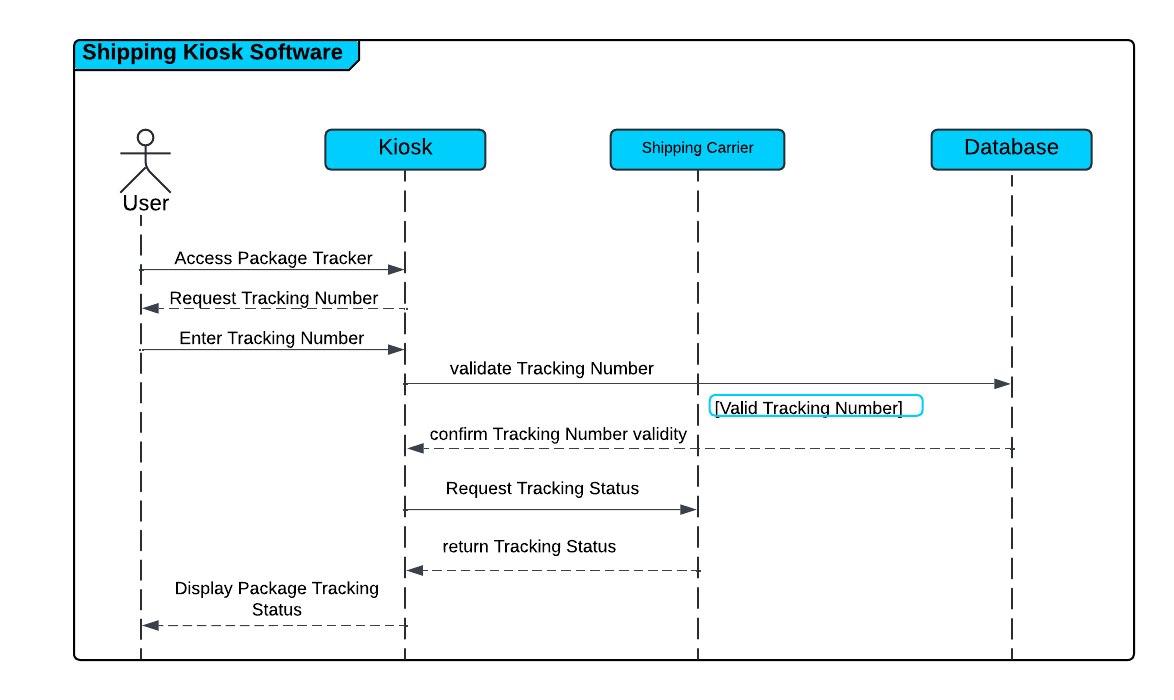 Shipping Kiosk Software
User
Kiosk
Shipping Carrier
Database
Access Package Tracker
Request Tracking Number
Enter Tracking Number
validate Tracking Number
[Valid Tracking Number]
confirm Tracking Number validity
Request Tracking Status
return Tracking Status
Display Package Tracking
Status